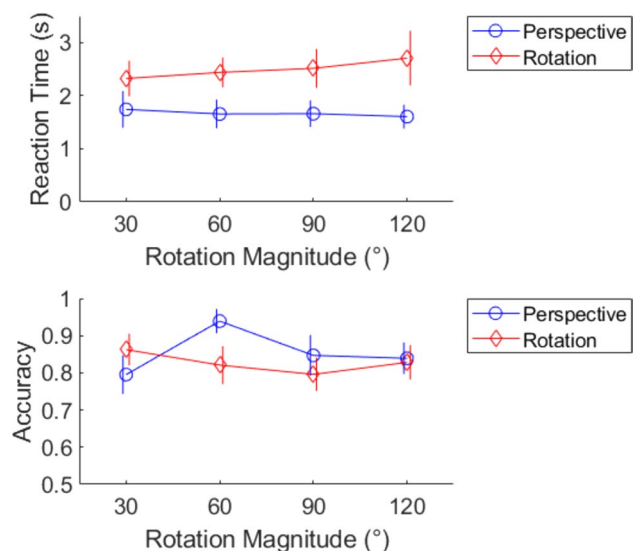 Reaction Time (s)
3
2
1
0
30 60 90 120
Rotation Magnitude (°)
Perspective
Rotation
Accuracy
1
0.9
0.8
0.7
0.6
0.5
30 60 90 120
Rotation Magnitude (°)
Perspective
Rotation